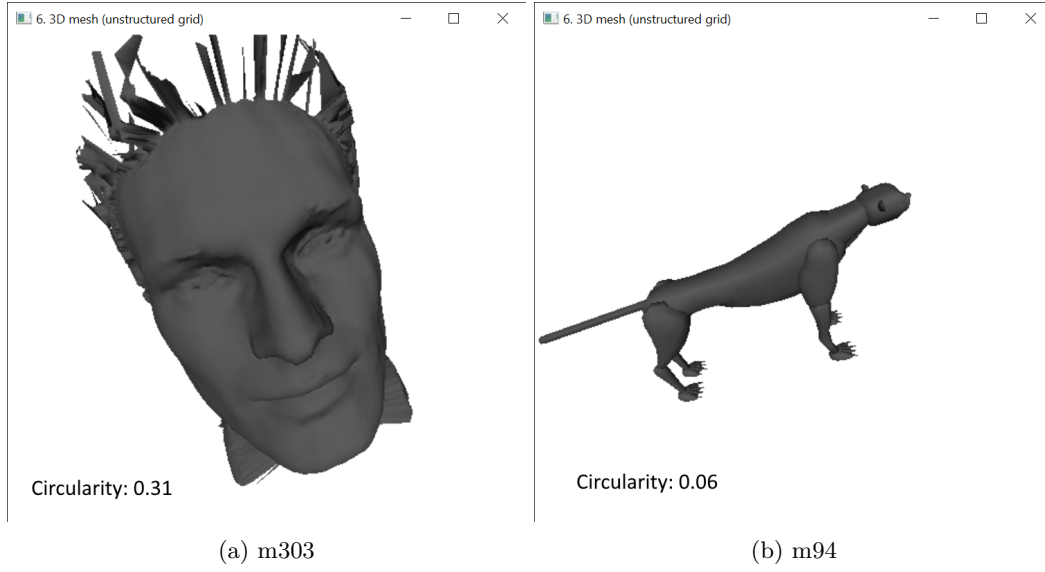 6. 3D mesh (unstructured grid)
6. 3D mesh (unstructured grid)
Circularity: 0.31
Circularity: 0.06
(a) m303
(b) m94